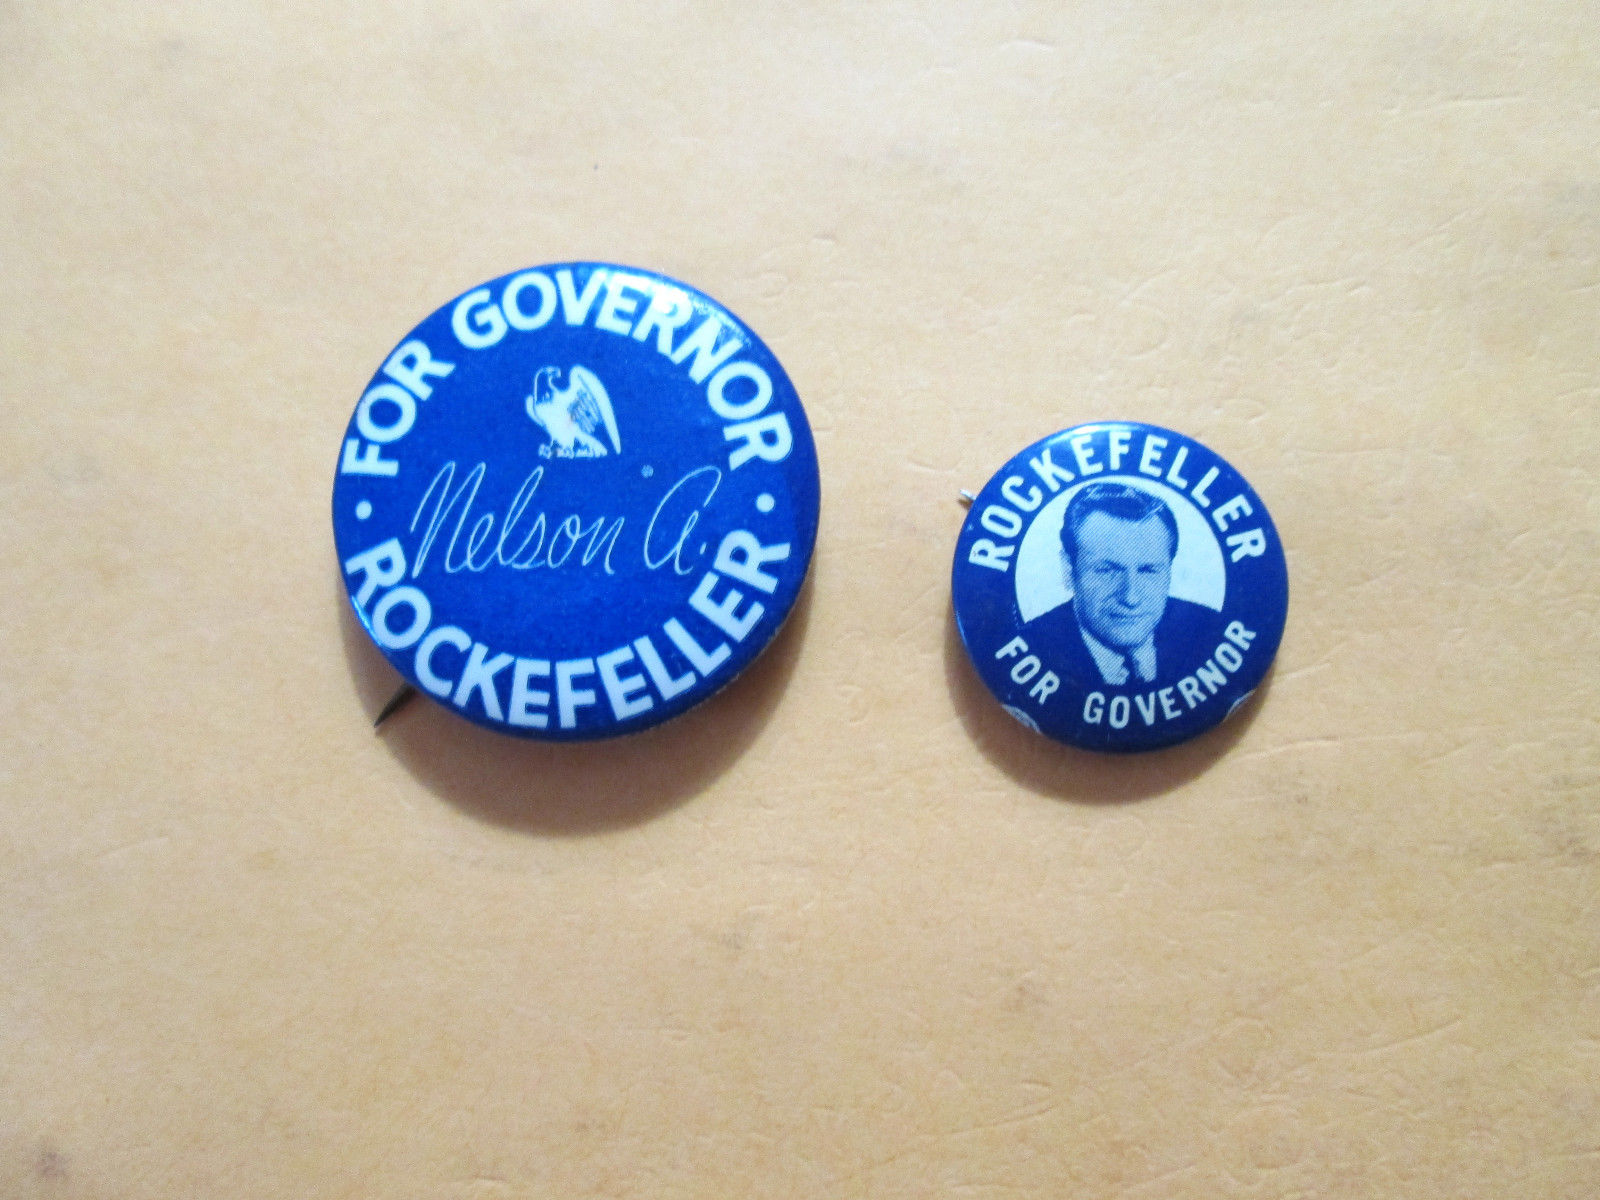 FOR GOVERNOR
Nelson A.
• ROCKEFELLER •
ROCKEFELLER
FOR GOVERNOR